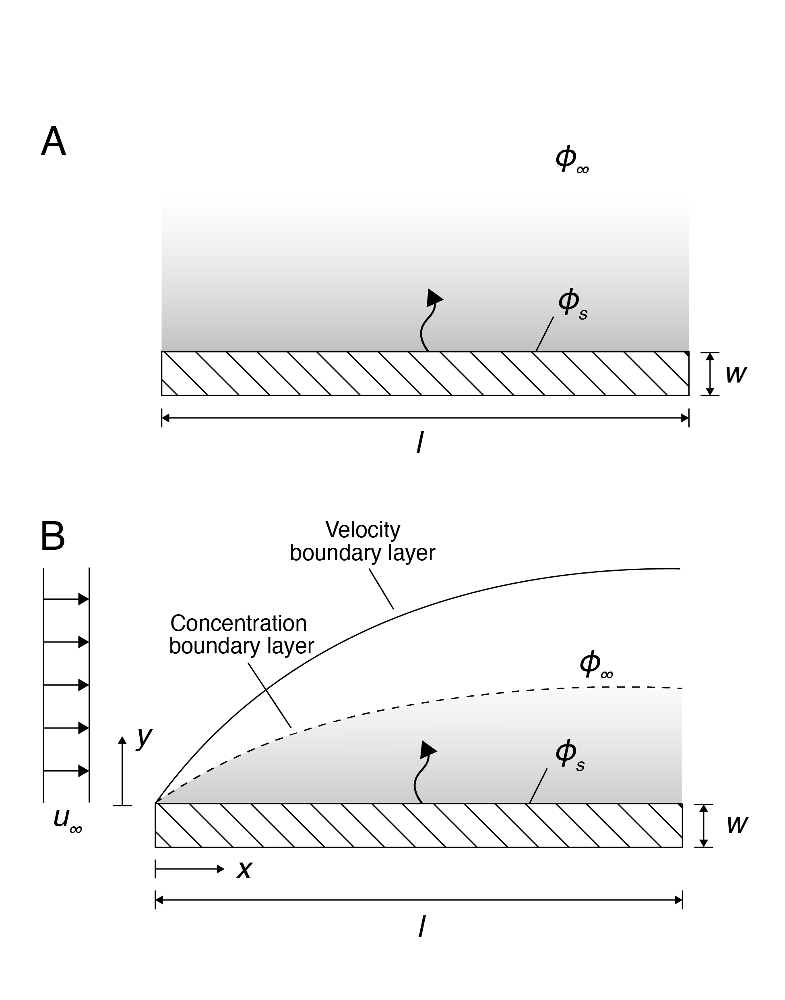 A
ϕ∞
ϕs
w
l
B
Velocity
boundary layer
Concentration
boundary layer
ϕ∞
y
ϕs
u∞
w
x
l